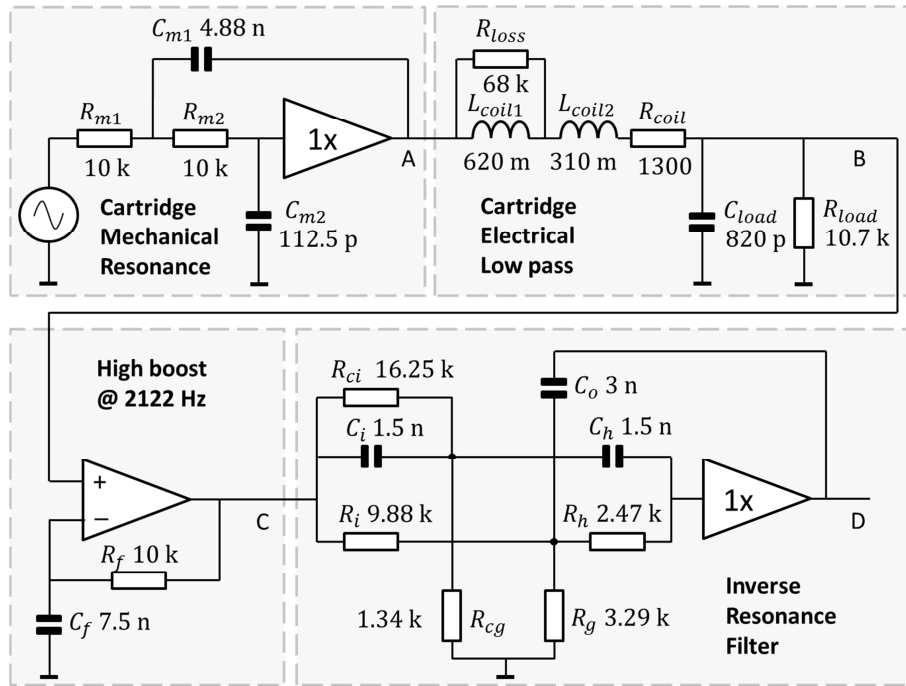 C_m1 4.88 n
R_m1
10 k
R_m2
10 k
1x
A
C_m2
112.5 p
Cartridge
Mechanical
Resonance
R_loss
68 k
L_coil1
620 m
L_coil2
310 m
R_coil
1300
B
Cartridge
Electrical
Low pass
C_load
820 p
R_load
10.7 k
High boost
@ 2122 Hz
+
−
C
R_f 10 k
C_f 7.5 n
R_ci 16.25 k
C_i 1.5 n
R_i 9.88 k
C_o 3 n
C_h 1.5 n
R_h 2.47 k
1x
D
1.34 k R_cg
R_g 3.29 k
Inverse
Resonance
Filter